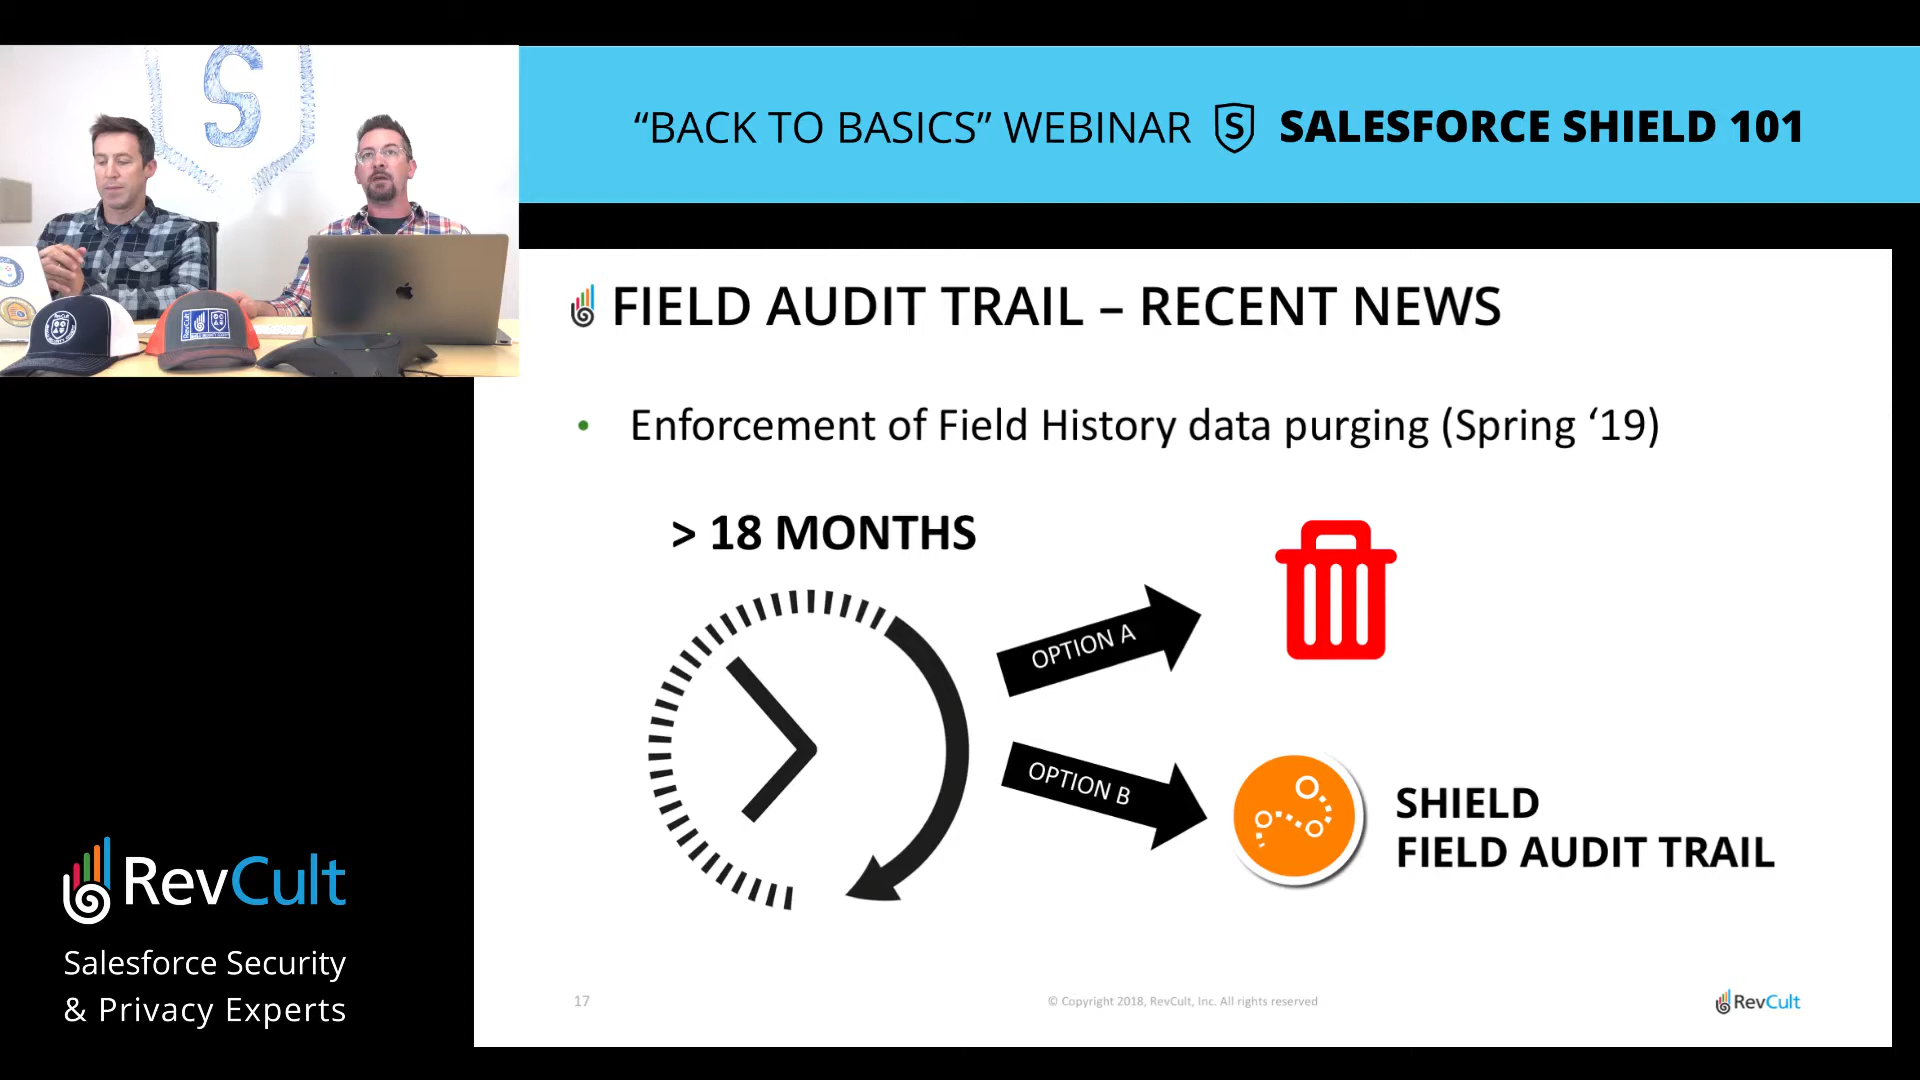 “BACK TO BASICS” WEBINAR S SALESFORCE SHIELD 101
S
RevCult
FIELD AUDIT TRAIL – RECENT NEWS
• Enforcement of Field History data purging (Spring ‘19)
> 18 MONTHS
OPTION A
OPTION B
SHIELD
FIELD AUDIT TRAIL
RevCult
Salesforce Security
& Privacy Experts
17
© Copyright 2018, RevCult, Inc. All rights reserved
RevCult